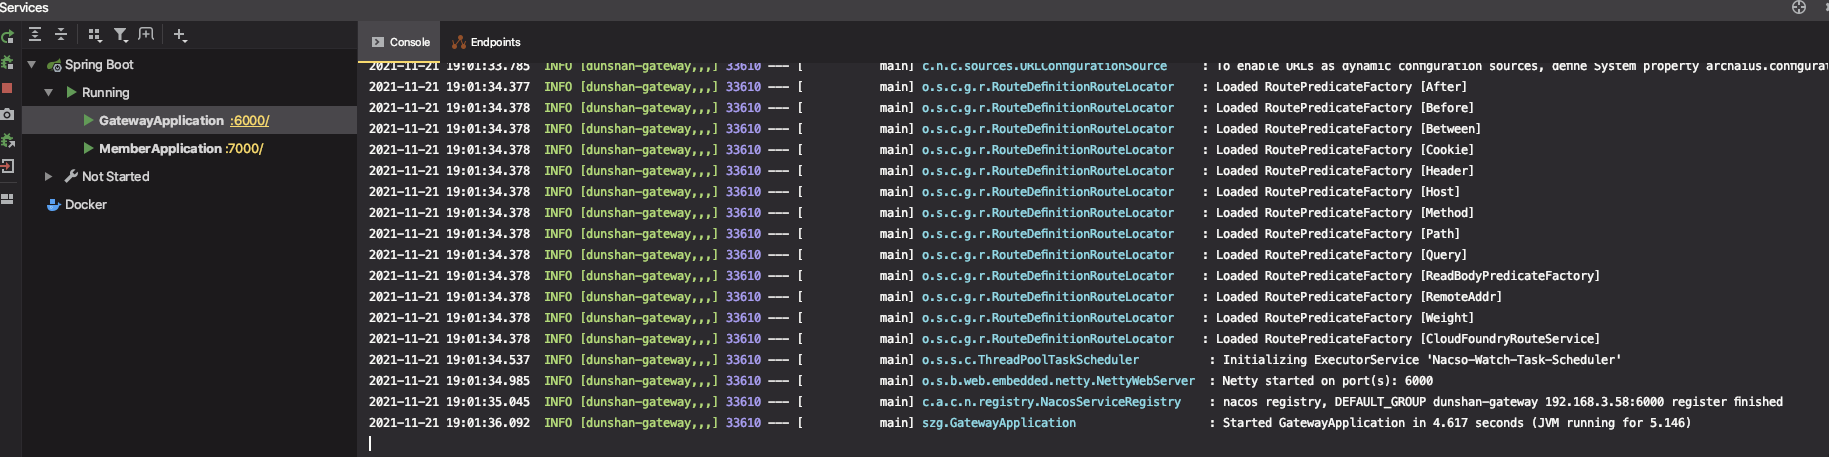 Services
Spring Boot
Running
GatewayApplication :6000/
MemberApplication :7000/
Not Started
Docker
Console Endpoints
2021-11-21 19:01:33.785 INFO [dunshan-gateway,,,] 33610 --- [ main] c.n.c.sources.URLConfigurationSource : To enable URLs as dynamic configuration sources, define System property archaius.configurat
2021-11-21 19:01:34.377 INFO [dunshan-gateway,,,] 33610 --- [ main] o.s.c.g.r.RouteDefinitionRouteLocator : Loaded RoutePredicateFactory [After]
2021-11-21 19:01:34.378 INFO [dunshan-gateway,,,] 33610 --- [ main] o.s.c.g.r.RouteDefinitionRouteLocator : Loaded RoutePredicateFactory [Before]
2021-11-21 19:01:34.378 INFO [dunshan-gateway,,,] 33610 --- [ main] o.s.c.g.r.RouteDefinitionRouteLocator : Loaded RoutePredicateFactory [Between]
2021-11-21 19:01:34.378 INFO [dunshan-gateway,,,] 33610 --- [ main] o.s.c.g.r.RouteDefinitionRouteLocator : Loaded RoutePredicateFactory [Cookie]
2021-11-21 19:01:34.378 INFO [dunshan-gateway,,,] 33610 --- [ main] o.s.c.g.r.RouteDefinitionRouteLocator : Loaded RoutePredicateFactory [Header]
2021-11-21 19:01:34.378 INFO [dunshan-gateway,,,] 33610 --- [ main] o.s.c.g.r.RouteDefinitionRouteLocator : Loaded RoutePredicateFactory [Host]
2021-11-21 19:01:34.378 INFO [dunshan-gateway,,,] 33610 --- [ main] o.s.c.g.r.RouteDefinitionRouteLocator : Loaded RoutePredicateFactory [Method]
2021-11-21 19:01:34.378 INFO [dunshan-gateway,,,] 33610 --- [ main] o.s.c.g.r.RouteDefinitionRouteLocator : Loaded RoutePredicateFactory [Path]
2021-11-21 19:01:34.378 INFO [dunshan-gateway,,,] 33610 --- [ main] o.s.c.g.r.RouteDefinitionRouteLocator : Loaded RoutePredicateFactory [Query]
2021-11-21 19:01:34.378 INFO [dunshan-gateway,,,] 33610 --- [ main] o.s.c.g.r.RouteDefinitionRouteLocator : Loaded RoutePredicateFactory [ReadBodyPredicateFactory]
2021-11-21 19:01:34.378 INFO [dunshan-gateway,,,] 33610 --- [ main] o.s.c.g.r.RouteDefinitionRouteLocator : Loaded RoutePredicateFactory [RemoteAddr]
2021-11-21 19:01:34.378 INFO [dunshan-gateway,,,] 33610 --- [ main] o.s.c.g.r.RouteDefinitionRouteLocator : Loaded RoutePredicateFactory [Weight]
2021-11-21 19:01:34.378 INFO [dunshan-gateway,,,] 33610 --- [ main] o.s.c.g.r.RouteDefinitionRouteLocator : Loaded RoutePredicateFactory [CloudFoundryRouteService]
2021-11-21 19:01:34.537 INFO [dunshan-gateway,,,] 33610 --- [ main] o.s.s.c.ThreadPoolTaskScheduler : Initializing ExecutorService 'Nacso-Watch-Task-Scheduler'
2021-11-21 19:01:34.985 INFO [dunshan-gateway,,,] 33610 --- [ main] o.s.b.web.embedded.netty.NettyWebServer : Netty started on port(s): 6000
2021-11-21 19:01:35.045 INFO [dunshan-gateway,,,] 33610 --- [ main] c.a.c.n.registry.NacosServiceRegistry : nacos registry, DEFAULT_GROUP dunshan-gateway 192.168.3.58:6000 register finished
2021-11-21 19:01:36.092 INFO [dunshan-gateway,,,] 33610 --- [ main] szg.GatewayApplication : Started GatewayApplication in 4.617 seconds (JVM running for 5.146)